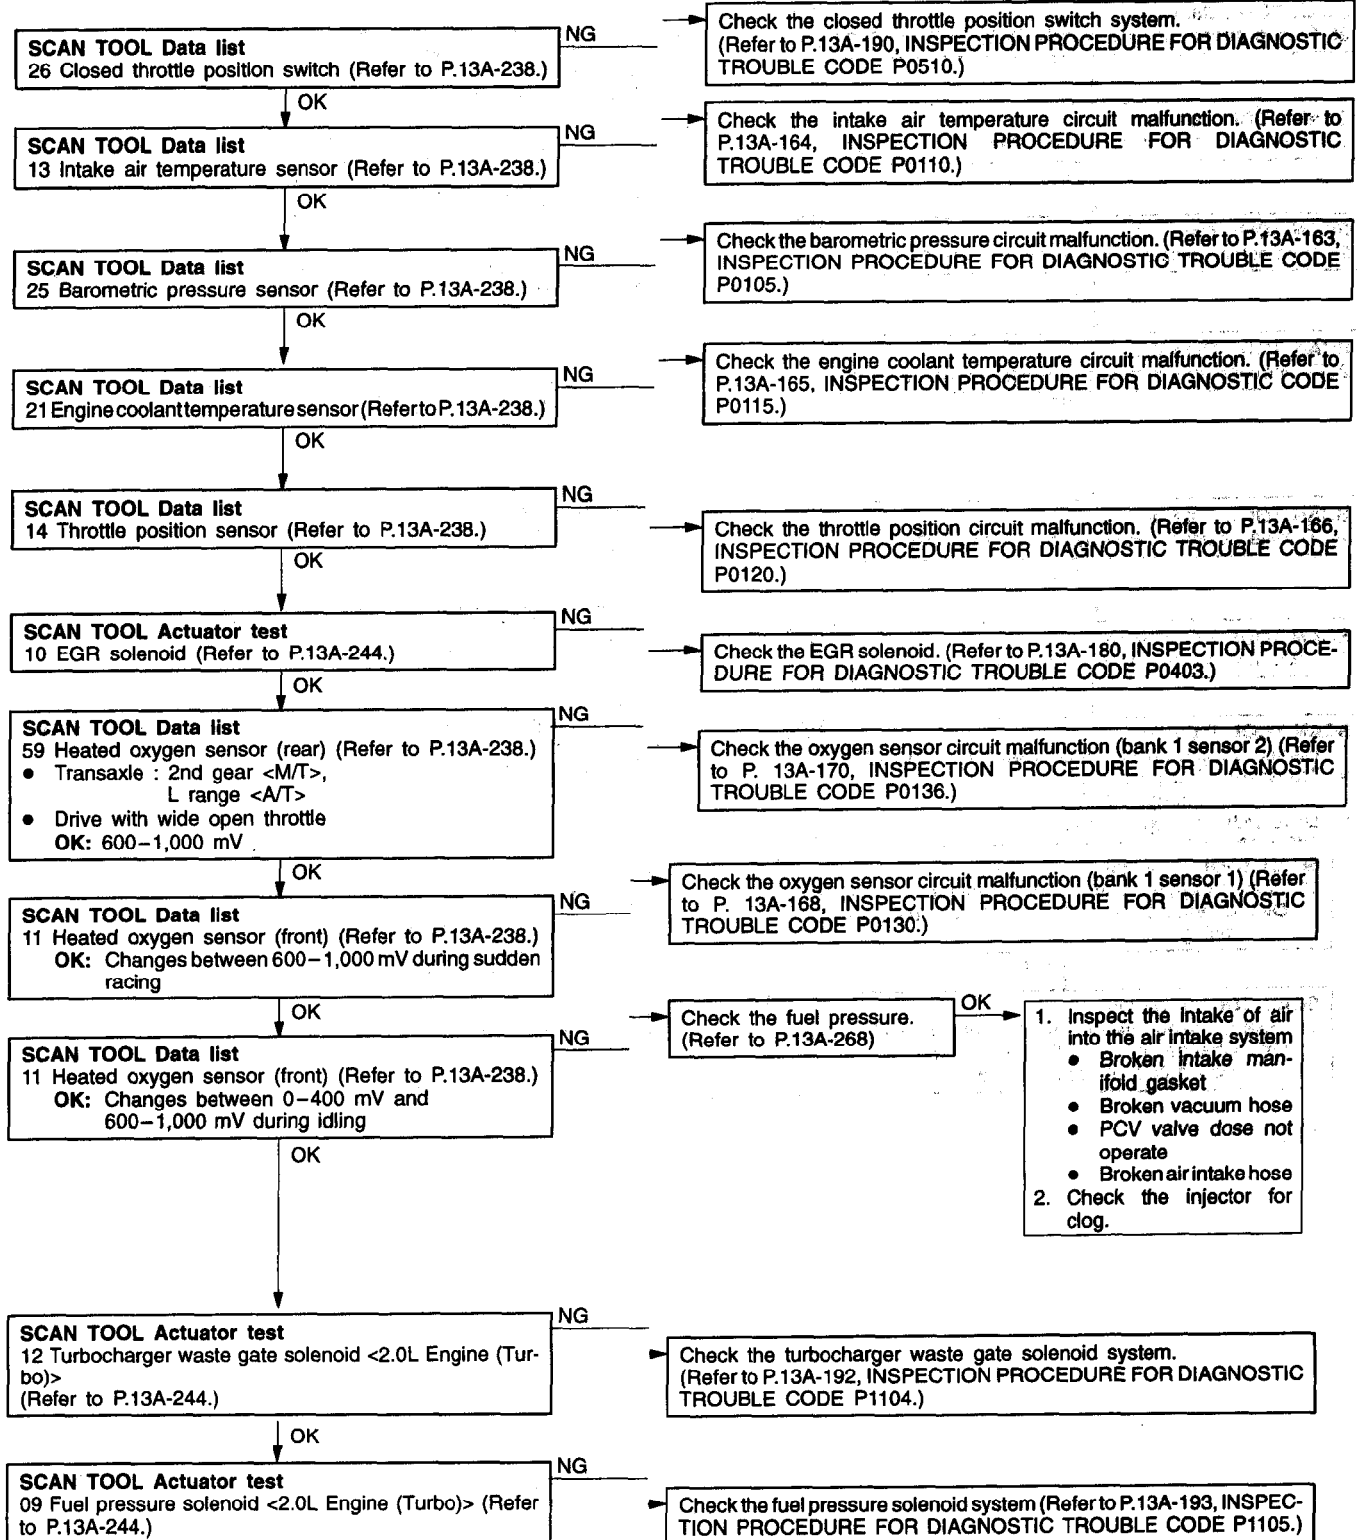 SCAN TOOL Data list
26 Closed throttle position switch (Refer to P.13A-238.)
NG
Check the closed throttle position switch system.
(Refer to P.13A-190, INSPECTION PROCEDURE FOR DIAGNOSTIC
TROUBLE CODE P0510.)
OK
SCAN TOOL Data list
13 Intake air temperature sensor (Refer to P.13A-238.)
NG
Check the intake air temperature circuit malfunction. (Refer to
P.13A-164, INSPECTION PROCEDURE FOR DIAGNOSTIC
TROUBLE CODE P0110.)
OK
SCAN TOOL Data list
25 Barometric pressure sensor (Refer to P.13A-238.)
NG
Check the barometric pressure circuit malfunction. (Refer to P.13A-163,
INSPECTION PROCEDURE FOR DIAGNOSTIC TROUBLE CODE
P0105.)
OK
SCAN TOOL Data list
21 Engine coolant temperature sensor (Refer to P.13A-238.)
NG
Check the engine coolant temperature circuit malfunction. (Refer to
P.13A-165, INSPECTION PROCEDURE FOR DIAGNOSTIC CODE
P0115.)
OK
SCAN TOOL Data list
14 Throttle position sensor (Refer to P.13A-238.)
NG
Check the throttle position circuit malfunction. (Refer to P.13A-166,
INSPECTION PROCEDURE FOR DIAGNOSTIC TROUBLE CODE
P0120.)
OK
SCAN TOOL Actuator test
10 EGR solenoid (Refer to P.13A-244.)
NG
Check the EGR solenoid. (Refer to P.13A-180, INSPECTION PROCE-
DURE FOR DIAGNOSTIC TROUBLE CODE P0403.)
OK
SCAN TOOL Data list
59 Heated oxygen sensor (rear) (Refer to P.13A-238.)
● Transaxle : 2nd gear <M/T>,
L range <A/T>
● Drive with wide open throttle
OK: 600–1,000 mV
NG
Check the oxygen sensor circuit malfunction (bank 1 sensor 2) (Refer
to P. 13A-170, INSPECTION PROCEDURE FOR DIAGNOSTIC
TROUBLE CODE P0136.)
OK
SCAN TOOL Data list
11 Heated oxygen sensor (front) (Refer to P.13A-238.)
OK: Changes between 600–1,000 mV during sudden
racing
NG
Check the oxygen sensor circuit malfunction (bank 1 sensor 1) (Refer
to P. 13A-168, INSPECTION PROCEDURE FOR DIAGNOSTIC
TROUBLE CODE P0130.)
OK
SCAN TOOL Data list
11 Heated oxygen sensor (front) (Refer to P.13A-238.)
OK: Changes between 0–400 mV and
600–1,000 mV during idling
NG
Check the fuel pressure.
(Refer to P.13A-268)
OK
1. Inspect the intake of air
into the air intake system
● Broken intake man-
ifold gasket
● Broken vacuum hose
● PCV valve dose not
operate
● Broken air intake hose
2. Check the injector for
clog.
OK
SCAN TOOL Actuator test
12 Turbocharger waste gate solenoid <2.0L Engine (Tur-
bo)>
(Refer to P.13A-244.)
NG
Check the turbocharger waste gate solenoid system.
(Refer to P.13A-192, INSPECTION PROCEDURE FOR DIAGNOSTIC
TROUBLE CODE P1104.)
OK
SCAN TOOL Actuator test
09 Fuel pressure solenoid <2.0L Engine (Turbo)> (Refer
to P.13A-244.)
NG
Check the fuel pressure solenoid system (Refer to P.13A-193, INSPEC-
TION PROCEDURE FOR DIAGNOSTIC TROUBLE CODE P1105.)